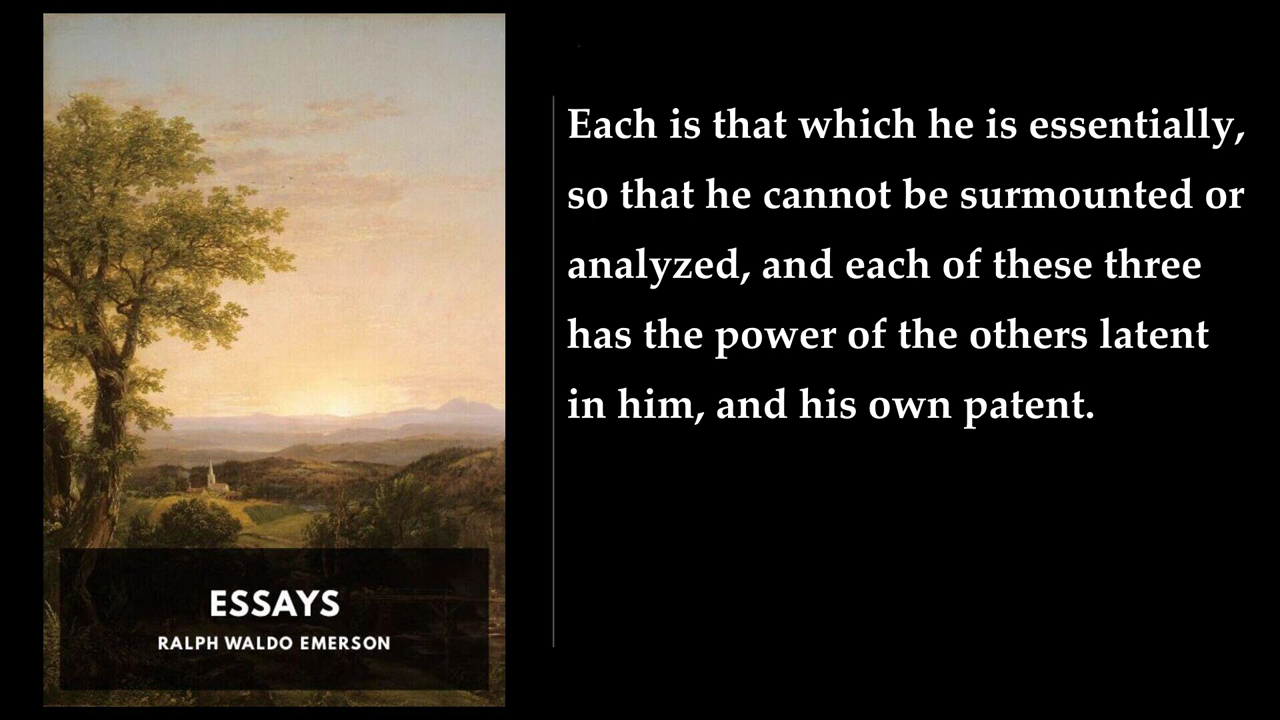 Each is that which he is essentially,
so that he cannot be surmounted or
analyzed, and each of these three
has the power of the others latent
in him, and his own patent.
ESSAYS
RALPH WALDO EMERSON